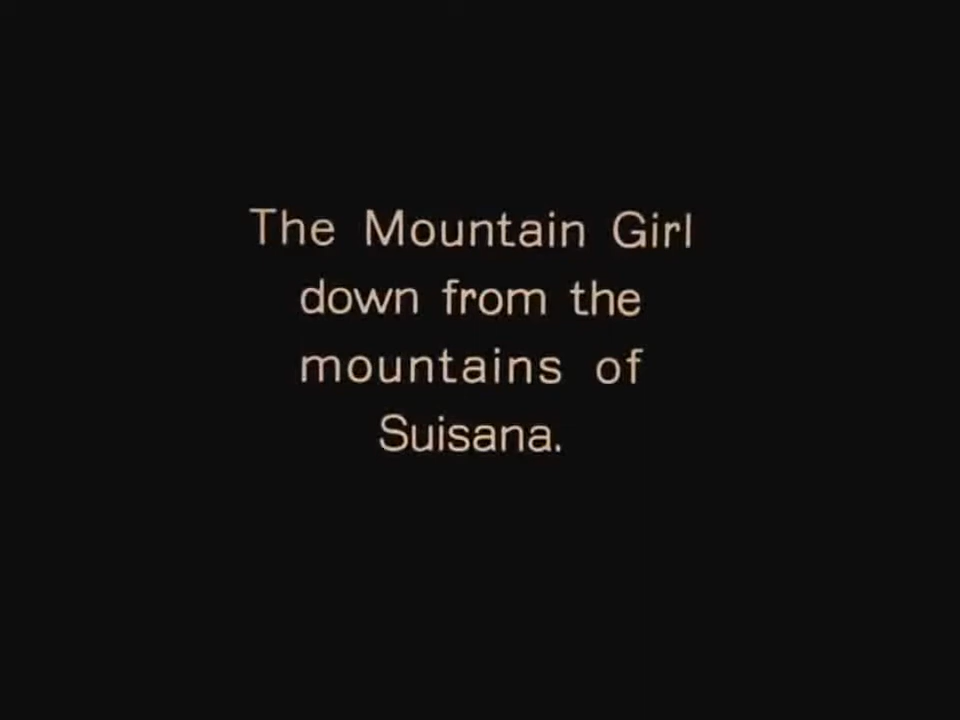 The Mountain Girl
down from the
mountains of
Suisana.